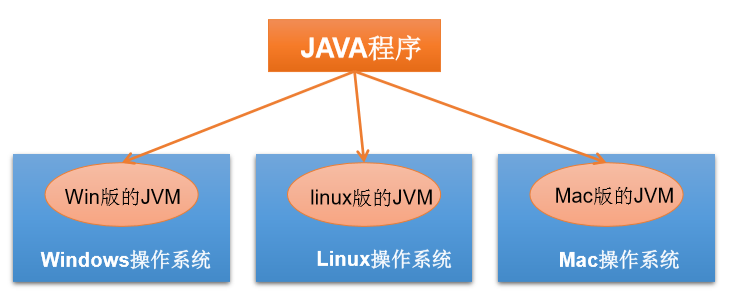 JAVA程序
Win版的JVM
linux版的JVM
Mac版的JVM
Windows操作系统
Linux操作系统
Mac操作系统